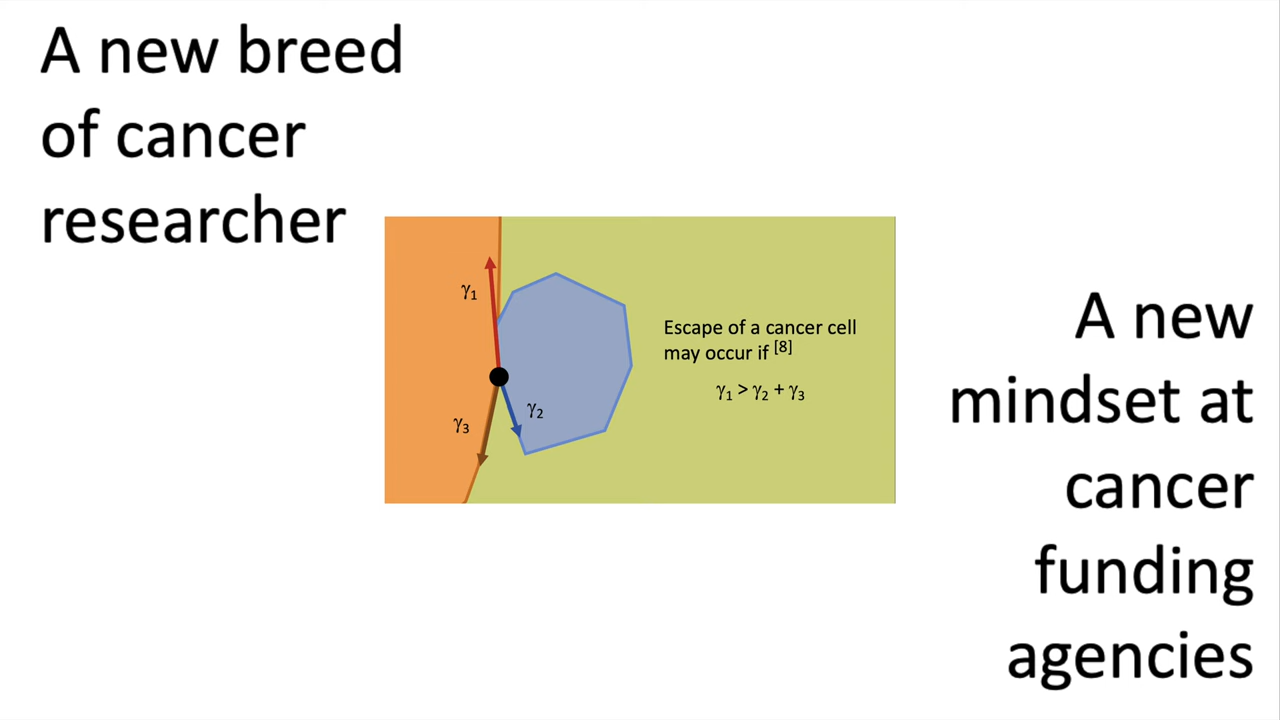 A new breed
of cancer
researcher
γ1
γ3
γ2
Escape of a cancer cell
may occur if [8]
γ1 > γ2 + γ3
A new
mindset at
cancer
funding
agencies